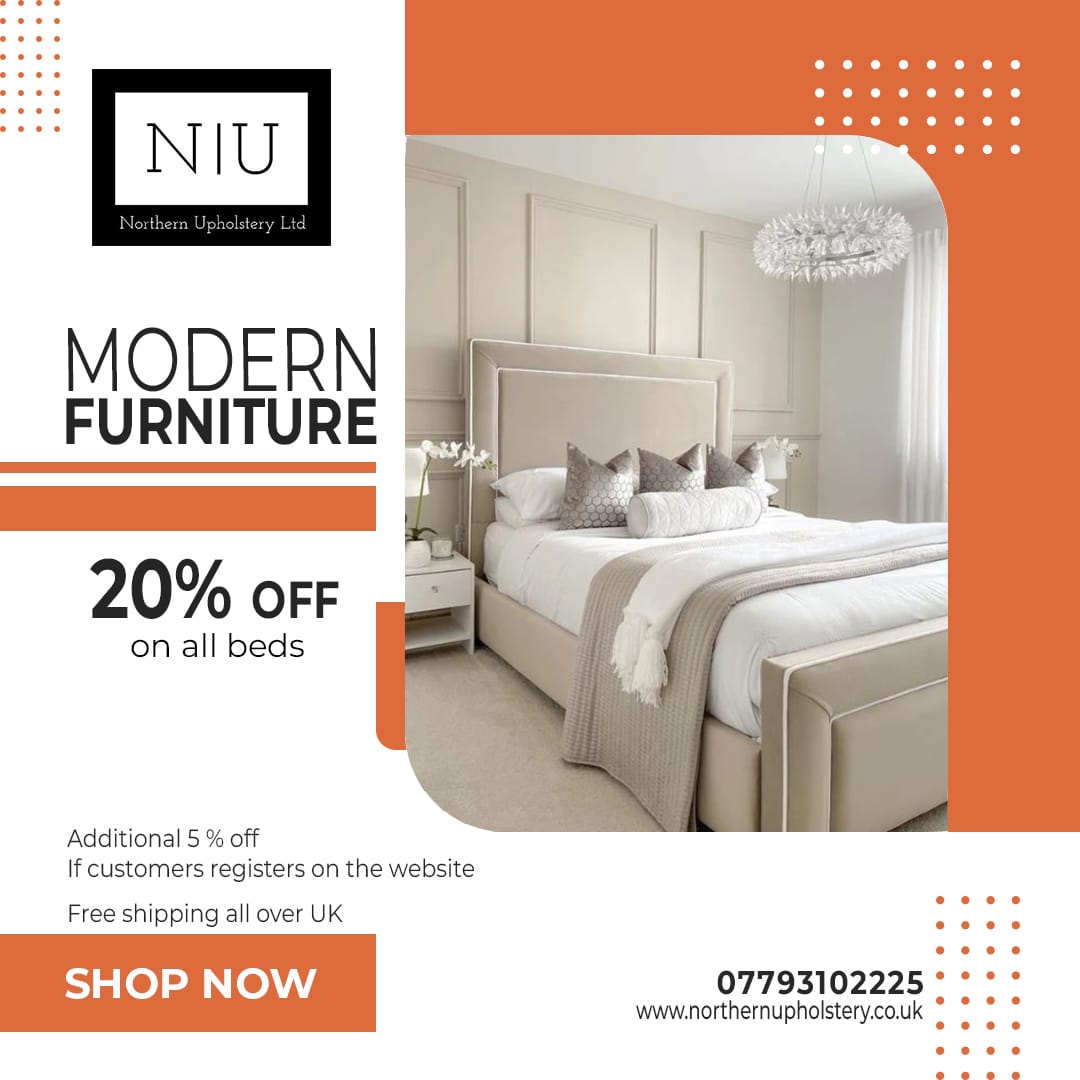 N|U
Northern Upholstery Ltd
MODERN
FURNITURE
20% OFF
on all beds
Additional 5 % off
If customers registers on the website
Free shipping all over UK
SHOP NOW
07793102225
www.northernupholstery.co.uk